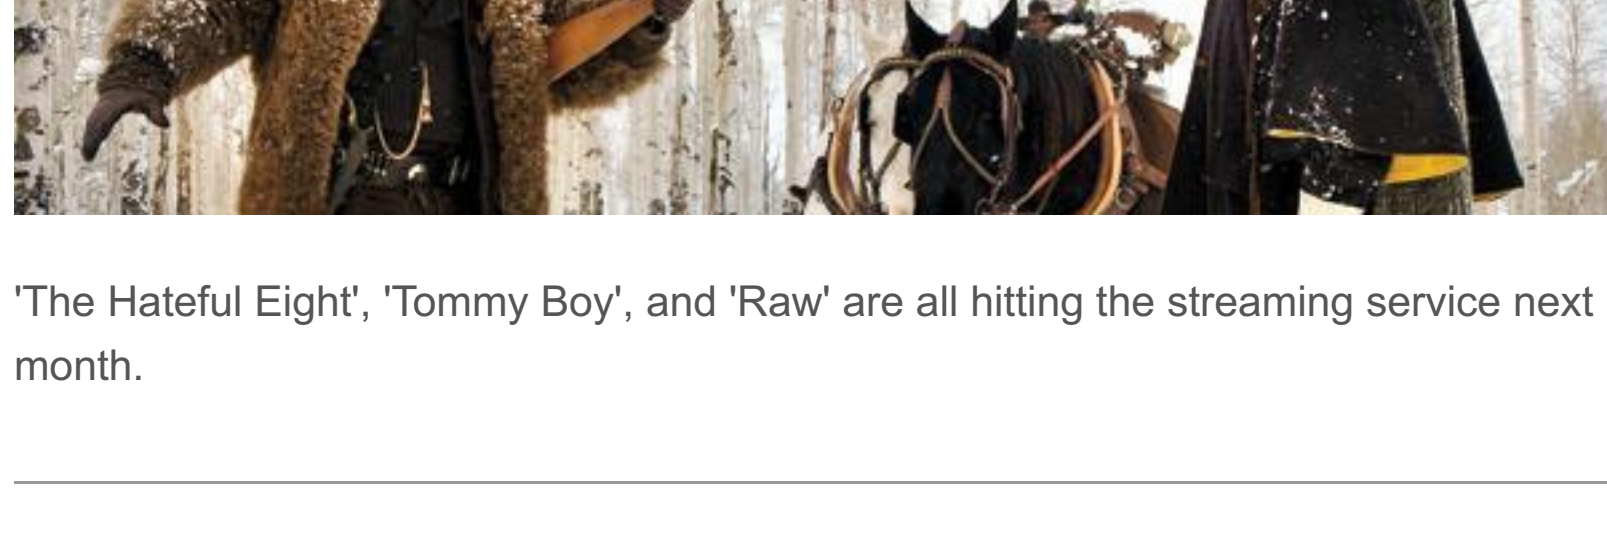 'The Hateful Eight', 'Tommy Boy', and 'Raw' are all hitting the streaming service next
month.